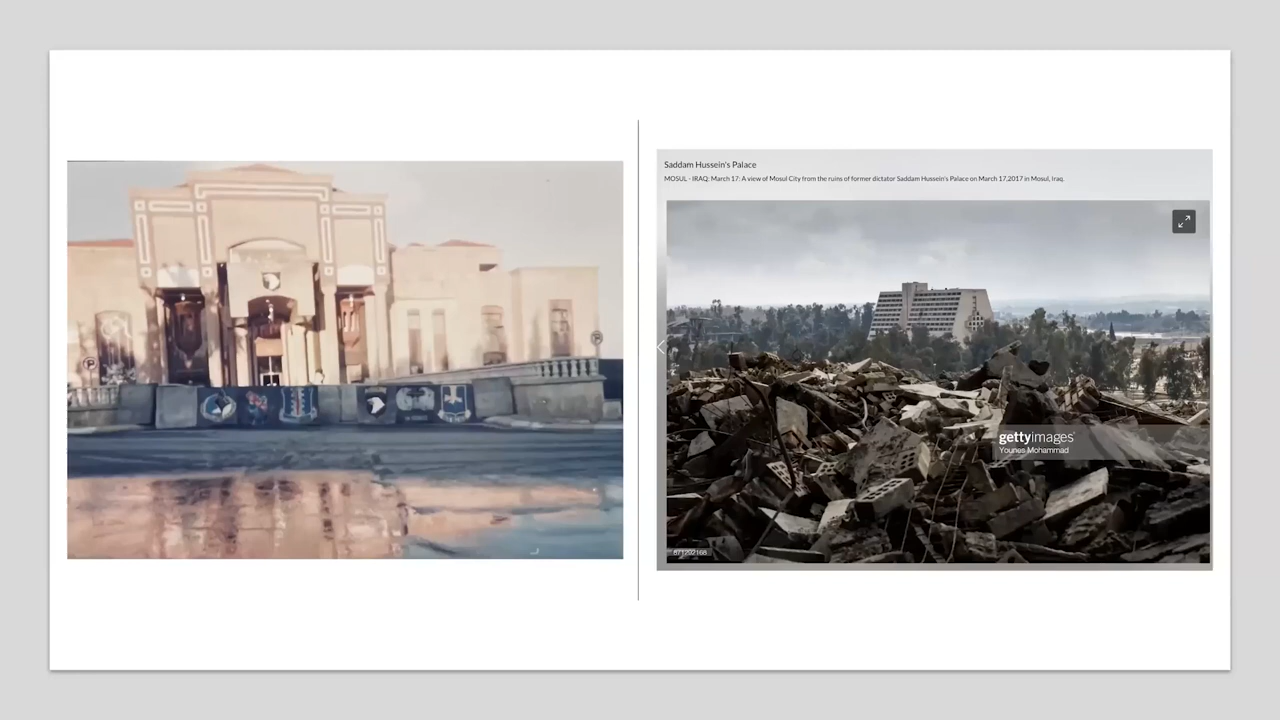 Saddam Hussein's Palace
MOSUL - IRAQ: March 17: A view of Mosul City from the ruins of former dictator Saddam Hussein's Palace on March 17,2017 in Mosul, Iraq.
gettyimages
Younes Mohammad
671292168